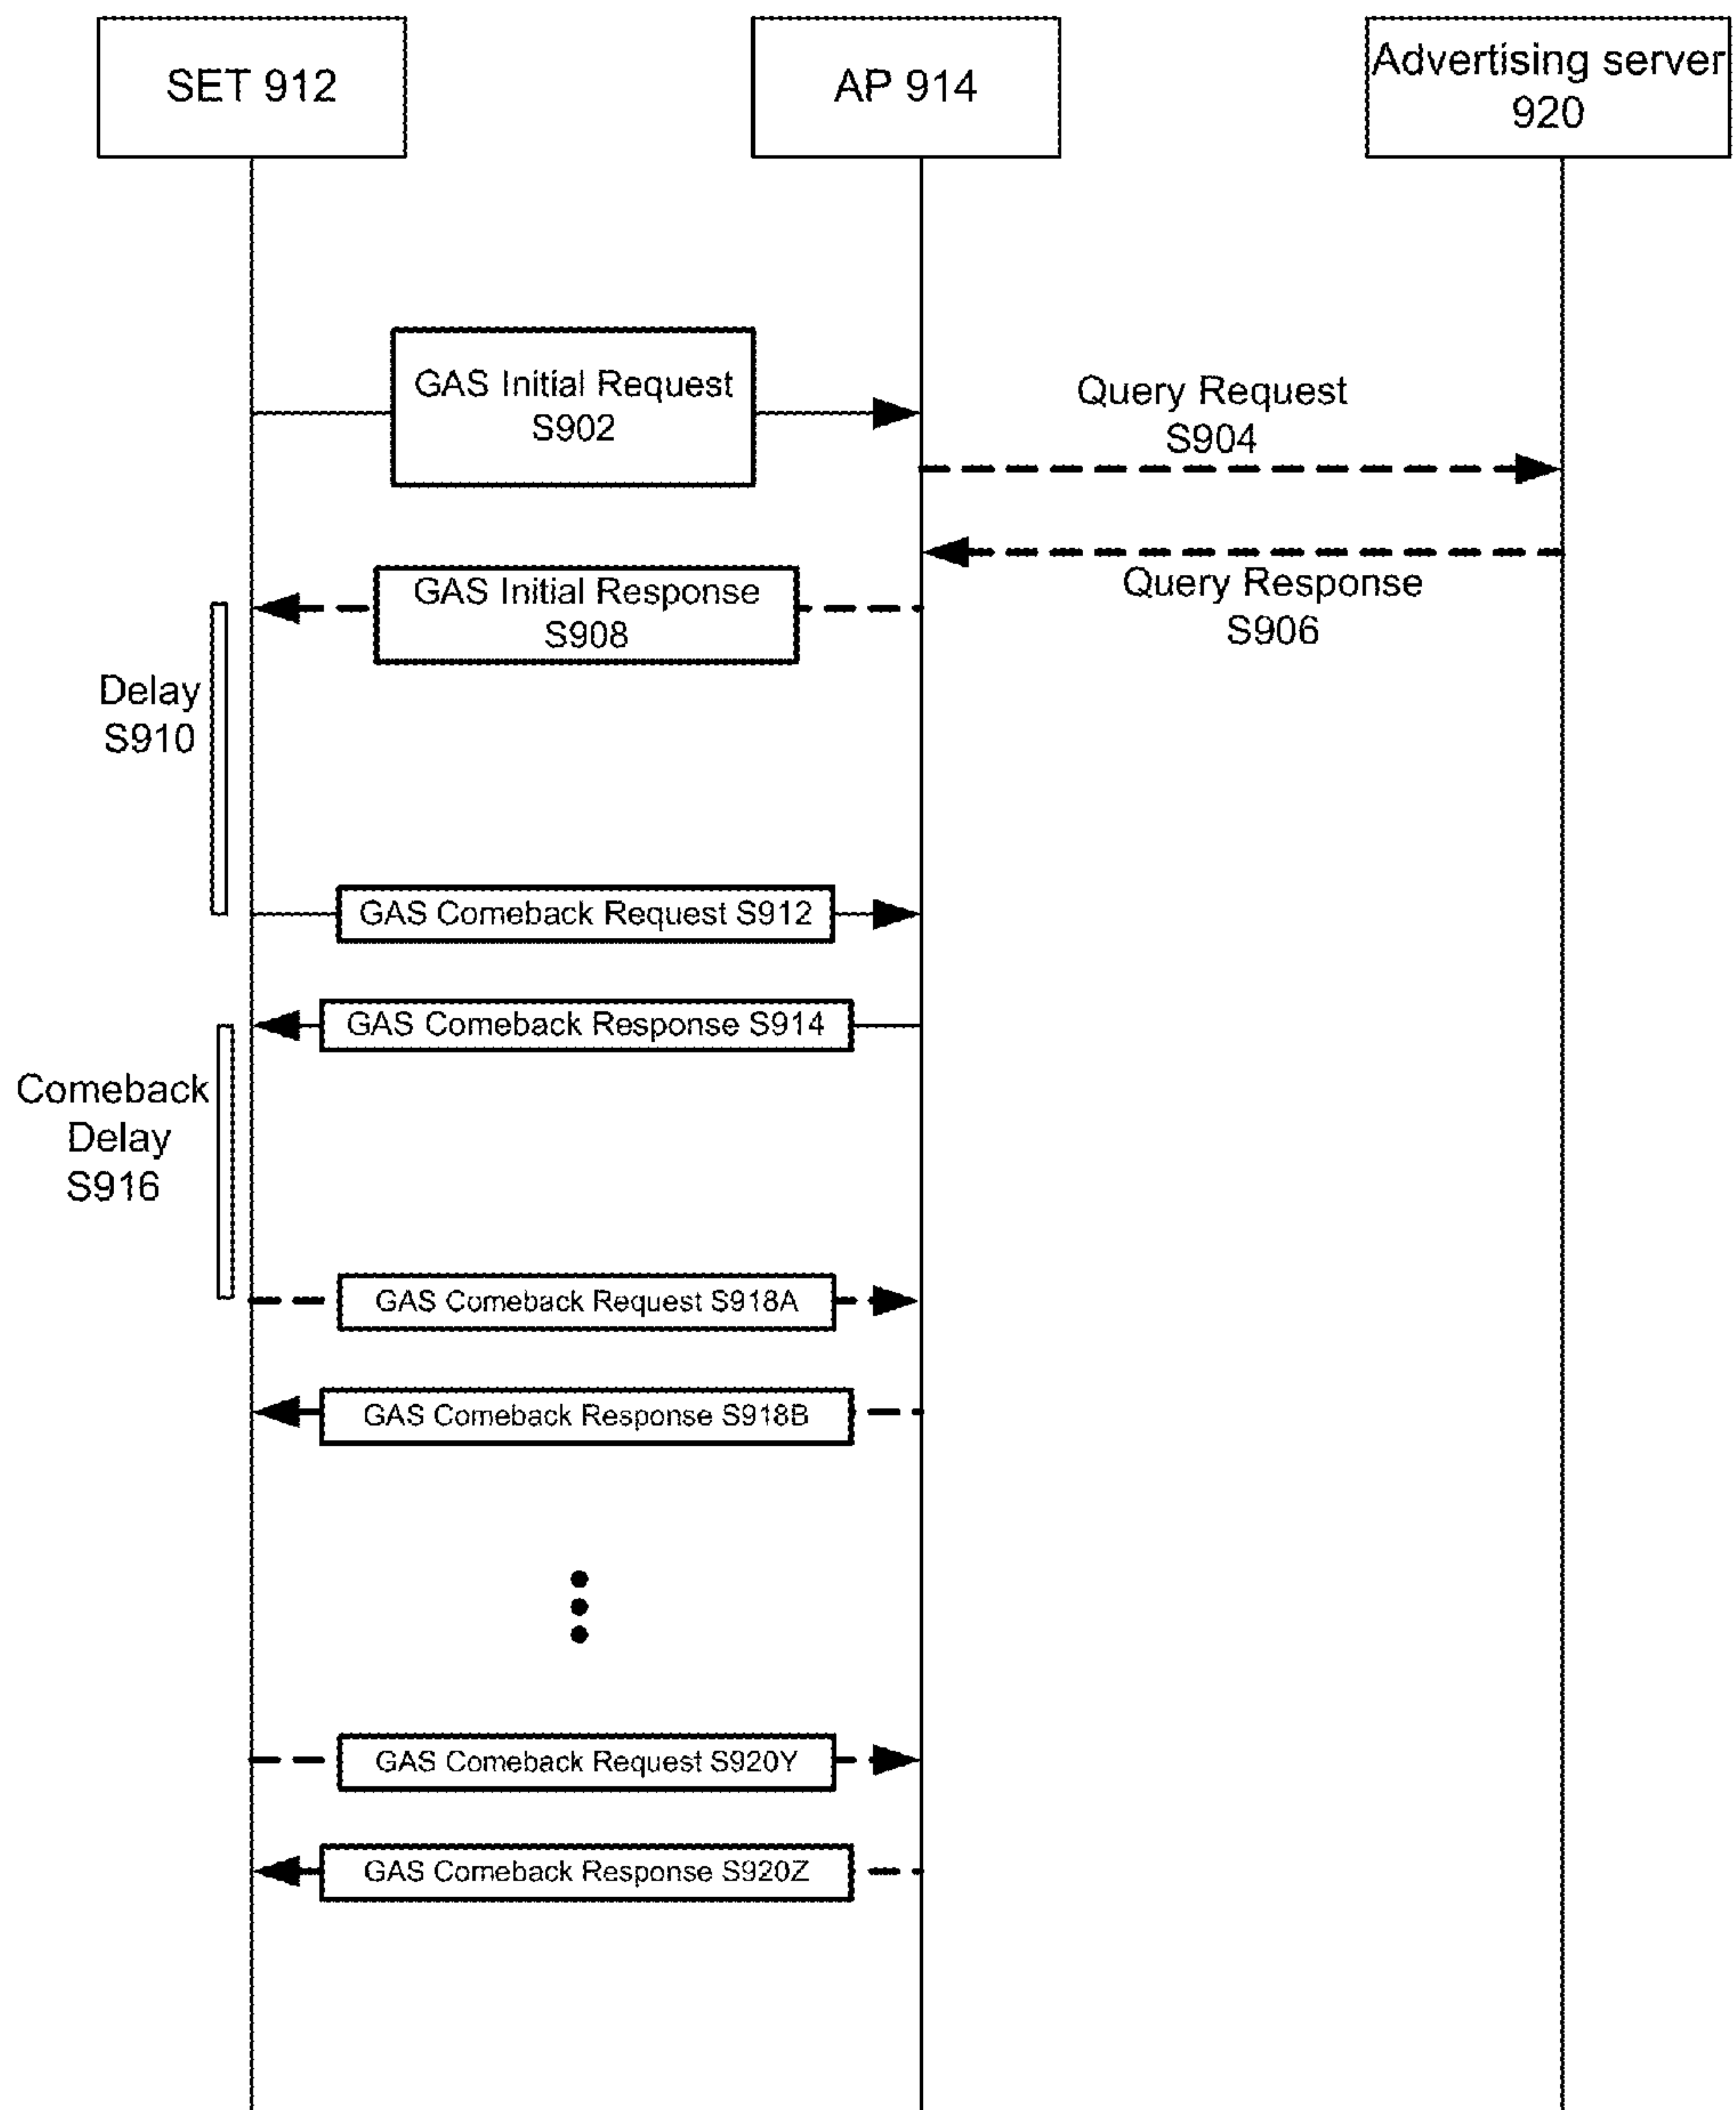 SET 912
AP 914
Advertising server
920
GAS Initial Request
S902
Query Request
S904
GAS Initial Response
S908
Query Response
S906
Delay
S910
GAS Comeback Request S912
GAS Comeback Response S914
Comeback
Delay
S916
GAS Comeback Request S918A
GAS Comeback Response S918B
GAS Comeback Request S920Y
GAS Comeback Response S920Z